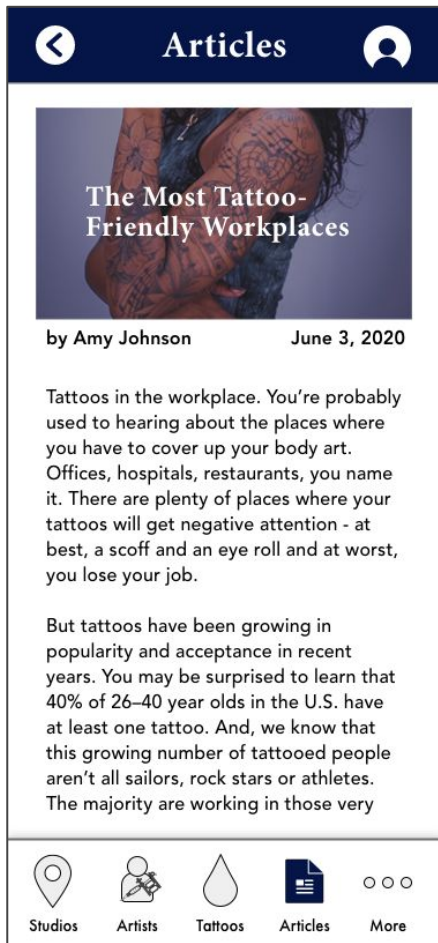 Articles
The Most Tattoo-
Friendly Workplaces
by Amy Johnson June 3, 2020
Tattoos in the workplace. You’re probably
used to hearing about the places where
you have to cover up your body art.
Offices, hospitals, restaurants, you name
it. There are plenty of places where your
tattoos will get negative attention - at
best, a scoff and an eye roll and at worst,
you lose your job.
But tattoos have been growing in
popularity and acceptance in recent
years. You may be surprised to learn that
40% of 26–40 year olds in the U.S. have
at least one tattoo. And, we know that
this growing number of tattooed people
aren’t all sailors, rock stars or athletes.
The majority are working in those very
Studios Artists Tattoos Articles More